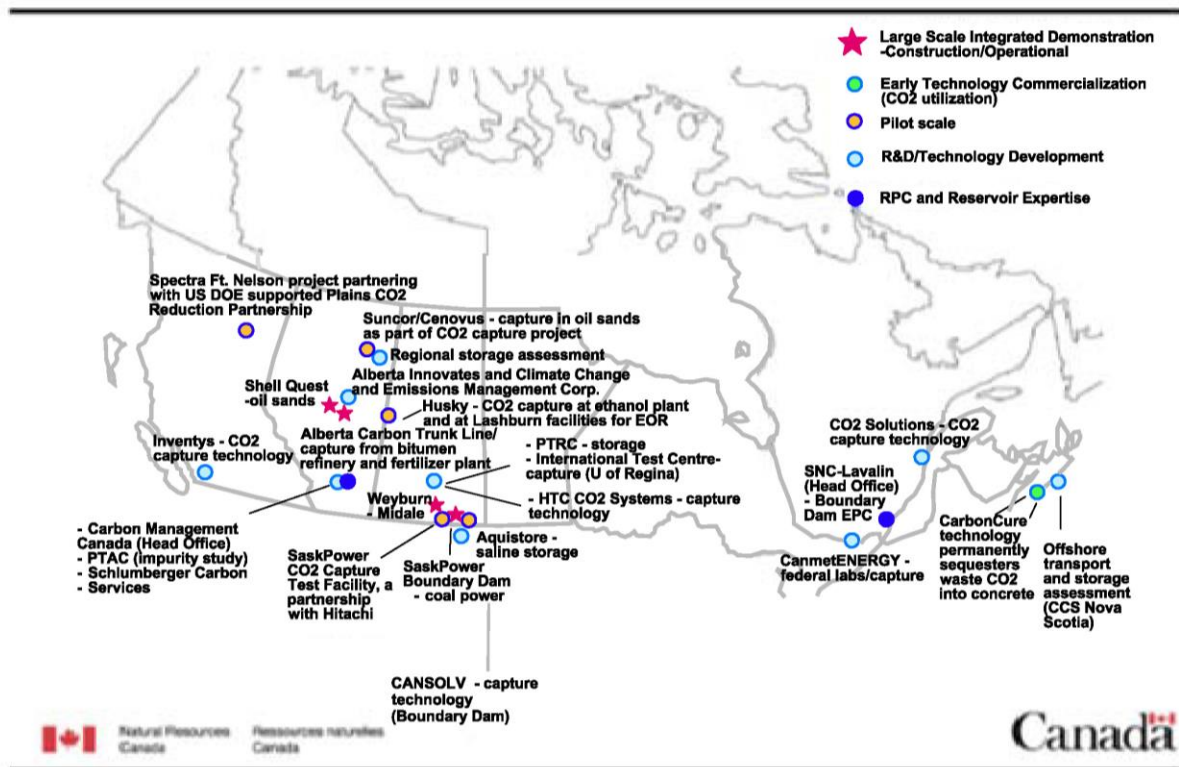 Large Scale Integrated Demonstration
-Construction/Operational
Early Technology Commercialization
(CO2 utilization)
Pilot scale
R&D/Technology Development
RPC and Reservoir Expertise
Spectra Ft. Nelson project partnering
with US DOE supported Plains CO2
Reduction Partnership
Suncor/Cenovus - capture in oil sands
as part of CO2 capture project
Regional storage assessment
Alberta Innovates and Climate Change
and Emissions Management Corp.
Shell Quest
-oil sands
Husky - CO2 capture at ethanol plant
and at Lashburn facilities for EOR
Alberta Carbon Trunk Line/
capture from bitumen
refinery and fertilizer plant
Inventys - CO2
capture technology
- PTRC - storage
- International Test Centre-
capture (U of Regina)
- HTC CO2 Systems - capture
technology
Weyburn
- Midale
CO2 Solutions - CO2
capture technology
SNC-Lavalin
(Head Office)
- Boundary
Dam EPC
- Carbon Management
Canada (Head Office)
- PTAC (impurity study)
- Schlumberger Carbon
- Services
SaskPower
CO2 Capture
Test Facility, a
partnership
with Hitachi
SaskPower
Boundary Dam
- coal power
Aquistore -
saline storage
CanmetENERGY -
federal labs/capture
CarbonCure
technology
permanently
sequesters
waste CO2
into concrete
Offshore
transport
and storage
assessment
(CCS Nova
Scotia)
CANSOLV - capture
technology
(Boundary Dam)
Natural Resources
Canada
Ressources naturelles
Canada
Canada